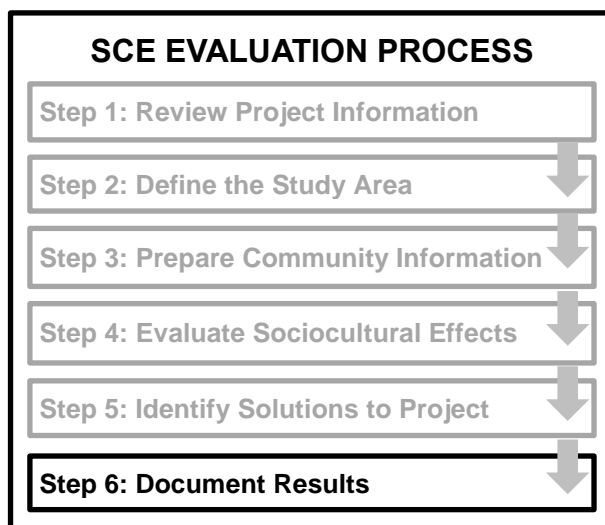 SCE EVALUATION PROCESS
Step 1: Review Project Information
Step 2: Define the Study Area
Step 3: Prepare Community Information
Step 4: Evaluate Sociocultural Effects
Step 5: Identify Solutions to Project
Step 6: Document Results